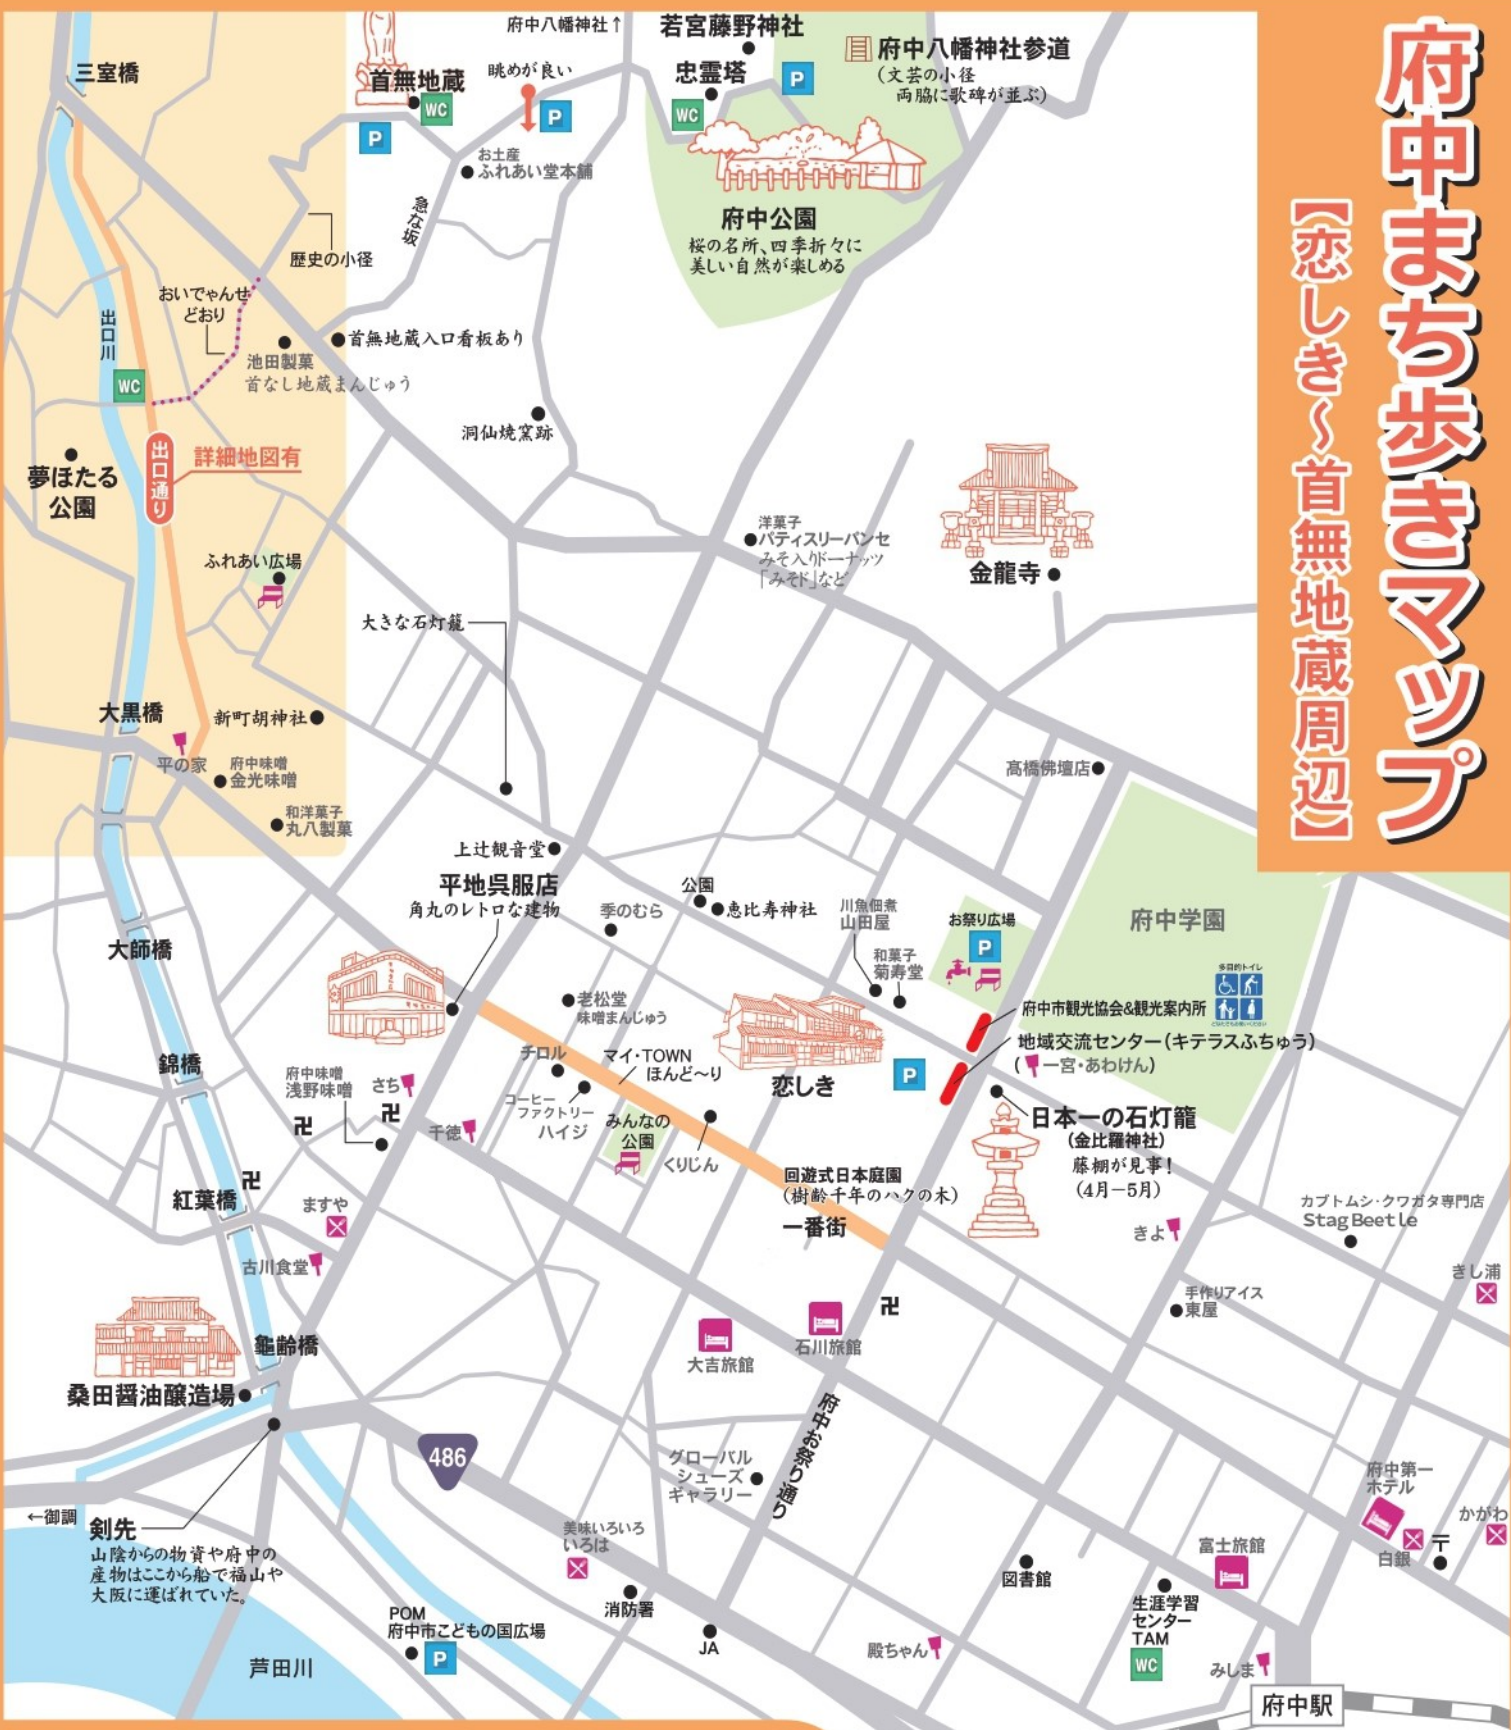 府中まち歩きマップ
【恋しき～首無地蔵周辺】
三室橋
首無地蔵
WC
P
眺めが良い
P
府中八幡神社↑
若宮藤野神社
忠霊塔
WC
P
府中八幡神社参道
(文芸の小径
両脇に歌碑が並ぶ)
お土産
ふれあい堂本舗
急な坂
府中公園
桜の名所、四季折々に
美しい自然が楽しめる
歴史の小径
おいでゃんせ
どおり
出口川
首無地蔵入口看板あり
池田製菓
首なし地蔵まんじゅう
WC
洞仙焼窯跡
夢ほたる
公園
出口通り
詳細地図有
ふれあい広場
洋菓子
パティスリーパンセ
みそ入りドーナッツ
「みそド」など
金龍寺
大きな石灯籠
大黒橋
新町胡神社
平の家
府中味噌
金光味噌
和洋菓子
丸八製菓
髙橋佛壇店
上辻観音堂
平地呉服店
角丸のレトロな建物
季のむら
公園
恵比寿神社
川魚佃煮
山田屋
和菓子
菊寿堂
お祭り広場
P
府中学園
多目的トイレ
大師橋
老松堂
味噌まんじゅう
府中市観光協会&観光案内所
地域交流センター(キテラスふちゅう)
(一宮・あわけん)
錦橋
府中味噌
浅野味噌
さち
チロル
マイ・TOWN
ほんど〜り
恋しき
P
コーヒー
ファクトリー
ハイジ
みんなの
公園
くりじん
千徳
卍
卍
日本一の石灯籠
(金比羅神社)
藤棚が見事!
(4月−5月)
回遊式日本庭園
(樹齢千年のハクの木)
一番街
卍
紅葉橋
ますや
古川食堂
きよ
カブトムシ・クワガタ専門店
Stag Beetle
きし浦
手作りアイス
東屋
卍
大吉旅館
石川旅館
龜齢橋
桑田醤油醸造場
486
府中お祭り通り
グローバル
シューズ
ギャラリー
←御調
剣先
山陰からの物資や府中の
産物はここから船で福山や
大阪に運ばれていた。
美味いろいろ
いろは
消防署
JA
POM
府中市こどもの国広場
P
芦田川
図書館
殿ちゃん
生涯学習
センター
TAM
WC
富士旅館
みしま
府中第一
ホテル
白銀
〒
かがわ
府中駅